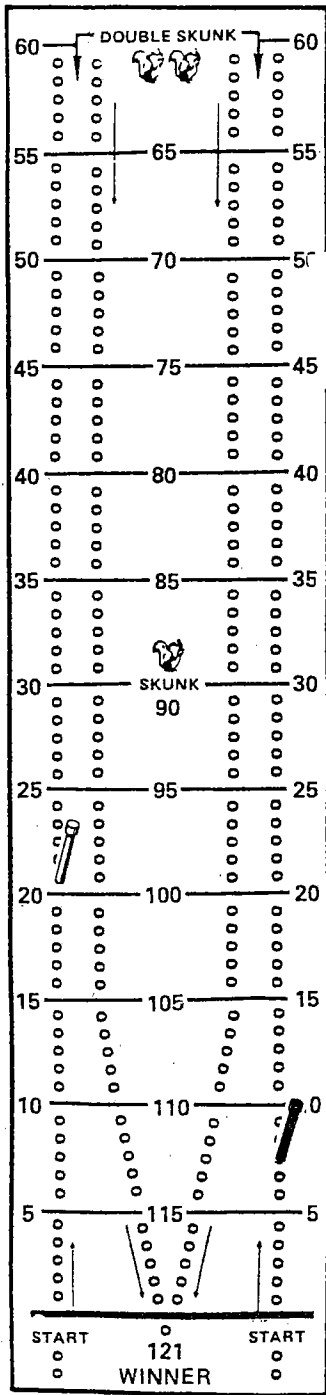 DOUBLE SKUNK
60 60
55 65 55
50 70 50
45 75 45
40 80 40
35 85 35
SKUNK
30 30
90
25 95 25
20 100 20
15 105 15
10 110 0
5 115 5
START START
121
WINNER